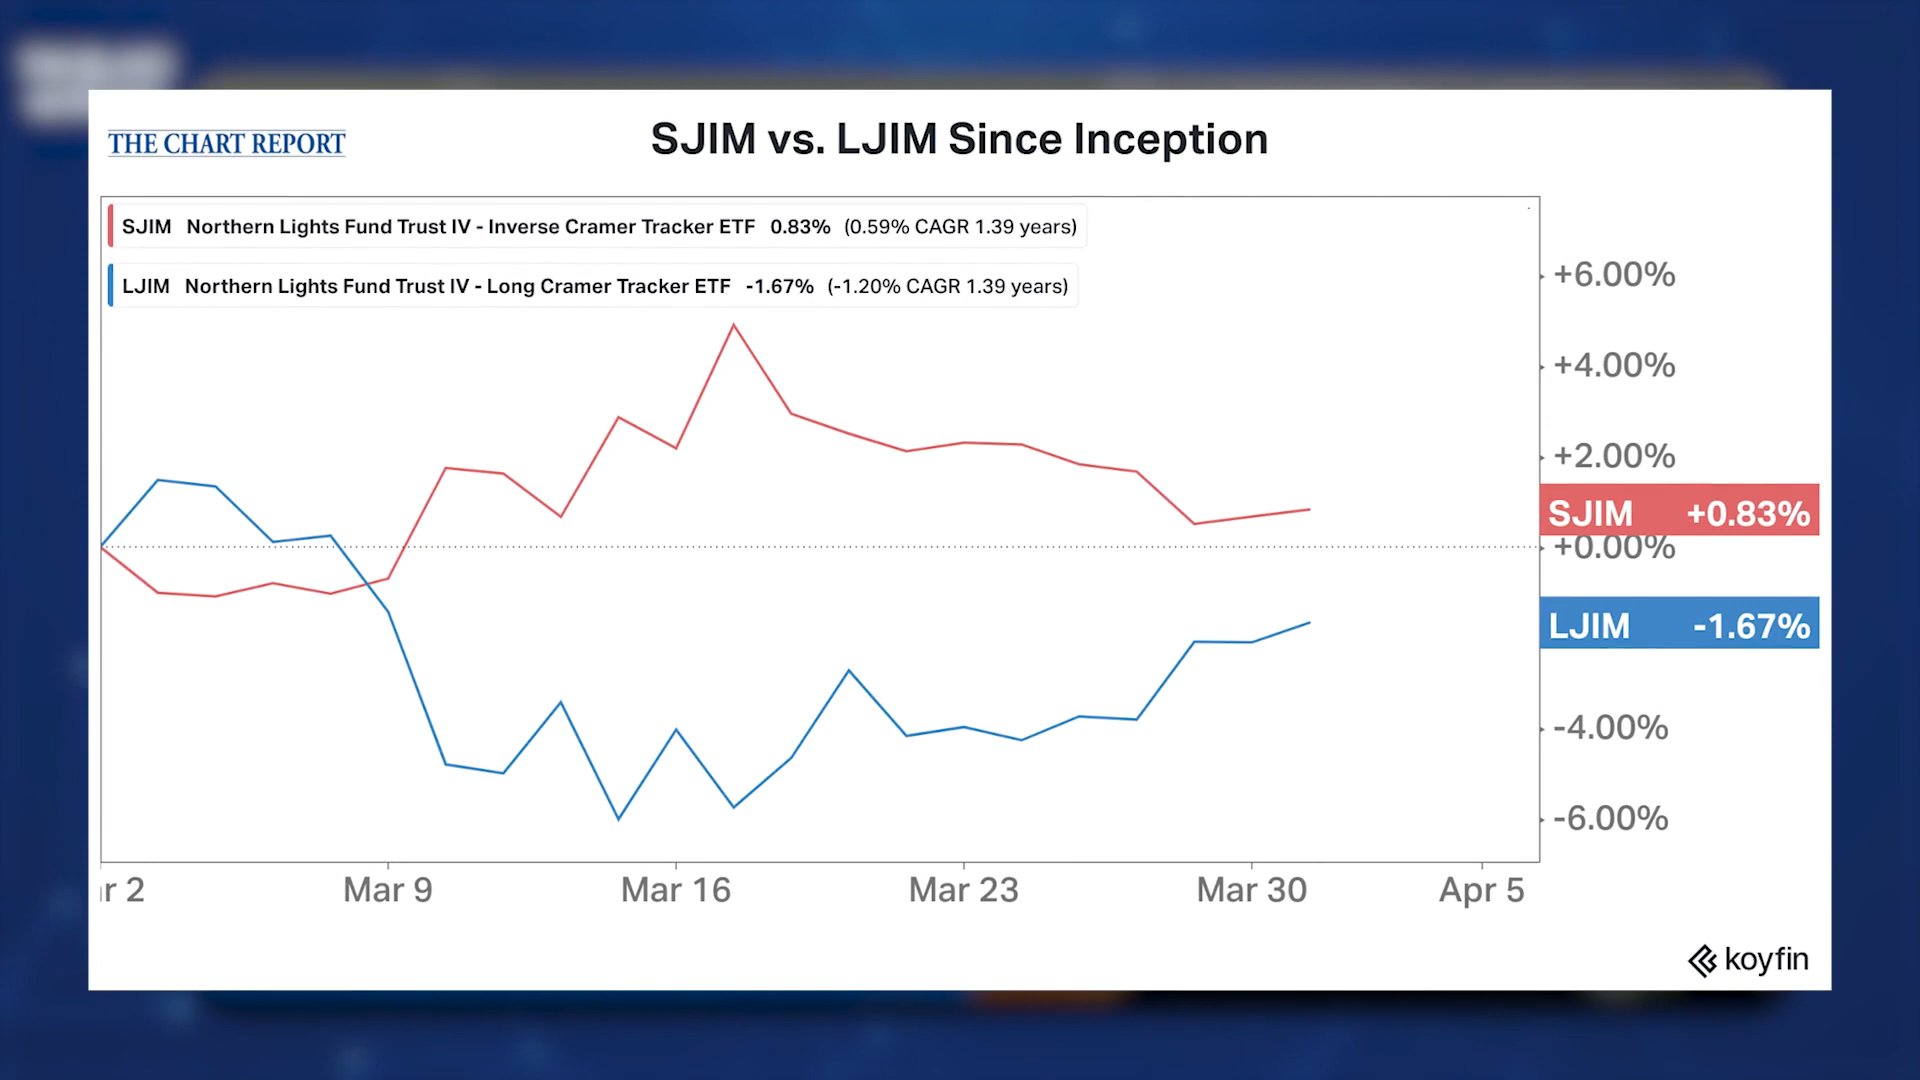 THE CHART REPORT
SJIM vs. LJIM Since Inception
SJIM Northern Lights Fund Trust IV - Inverse Cramer Tracker ETF 0.83% (0.59% CAGR 1.39 years)
LJIM Northern Lights Fund Trust IV - Long Cramer Tracker ETF -1.67% (-1.20% CAGR 1.39 years)
+6.00%
+4.00%
+2.00%
SJIM +0.83%
+0.00%
LJIM -1.67%
-4.00%
-6.00%
r 2 Mar 9 Mar 16 Mar 23 Mar 30 Apr 5
koyfin